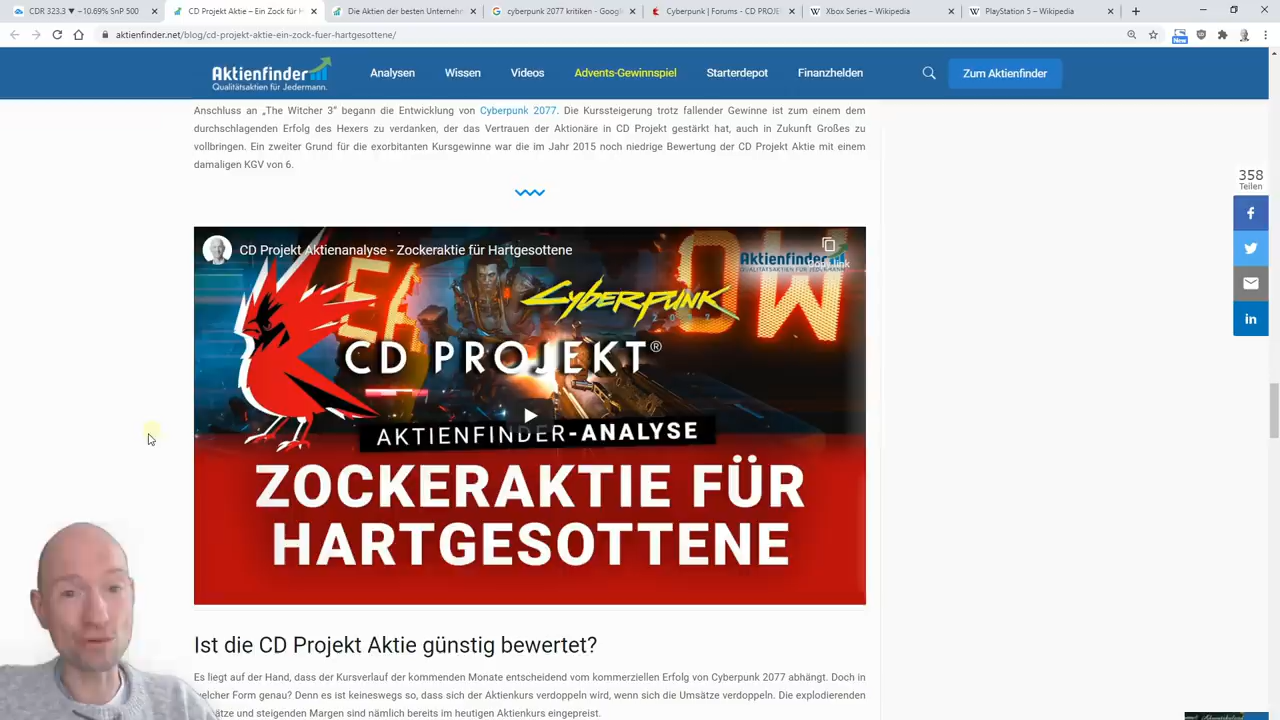 CDR 323,3 ▼ −10.69% SnP 500
CD Projekt Aktie – Ein Zock für H
Die Aktien der besten Unternehm
cyberpunk 2077 kritiken - Google
Cyberpunk | Forums - CD PROJE
Xbox Series – Wikipedia
PlayStation 5 – Wikipedia
aktienfinder.net/blog/cd-projekt-aktie-ein-zock-fuer-hartgesottene/
New
Aktienfinder
Qualitätsaktien für Jedermann.
Analysen
Wissen
Videos
Advents-Gewinnspiel
Starterdepot
Finanzhelden
Zum Aktienfinder
Anschluss an „The Witcher 3“ begann die Entwicklung von Cyberpunk 2077. Die Kurssteigerung trotz fallender Gewinne ist zum einem dem
durchschlagenden Erfolg des Hexers zu verdanken, der das Vertrauen der Aktionäre in CD Projekt gestärkt hat, auch in Zukunft Großes zu
vollbringen. Ein zweiter Grund für die exorbitanten Kursgewinne war die im Jahr 2015 noch niedrige Bewertung der CD Projekt Aktie mit einem
damaligen KGV von 6.
358
Teilen
CD Projekt Aktienanalyse - Zockeraktie für Hartgesottene
Aktienfinder
QUALITÄTSAKTIEN FÜR JEDERMANN
Cyberpunk
2077
CD PROJEKT®
AKTIENFINDER-ANALYSE
ZOCKERAKTIE FÜR
HARTGESOTTENE
in
Ist die CD Projekt Aktie günstig bewertet?
Es liegt auf der Hand, dass der Kursverlauf der kommenden Monate entscheidend vom kommerziellen Erfolg von Cyberpunk 2077 abhängt. Doch in
welcher Form genau? Denn es ist keineswegs so, dass sich der Aktienkurs verdoppeln wird, wenn sich die Umsätze verdoppeln. Die explodierenden
ätze und steigenden Margen sind nämlich bereits im heutigen Aktienkurs eingepreist.